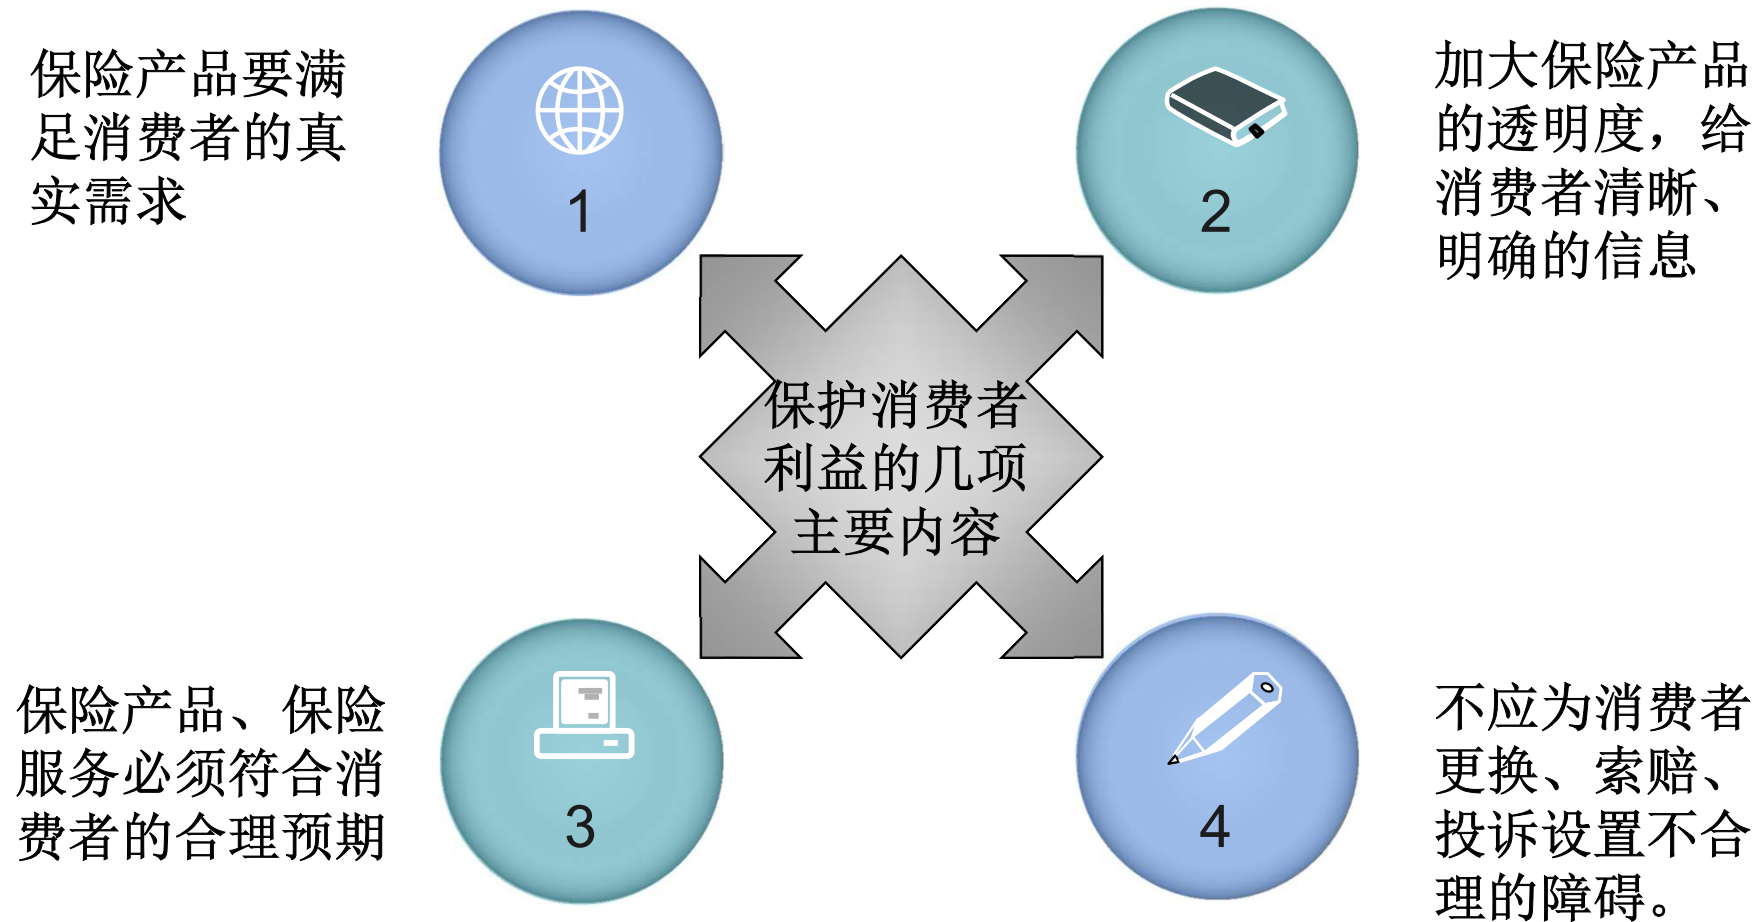 保险产品要满
足消费者的真
实需求
1
2
加大保险产品
的透明度，给
消费者清晰、
明确的信息
保护消费者
利益的几项
主要内容
保险产品、保险
服务必须符合消
费者的合理预期
3
4
不应为消费者
更换、索赔、
投诉设置不合
理的障碍。